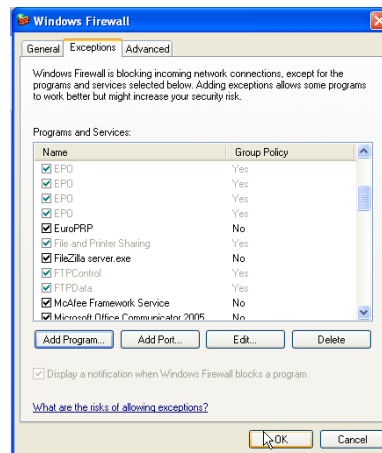 Windows Firewall
General Exceptions Advanced
Windows Firewall is blocking incoming network connections, except for the
programs and services selected below. Adding exceptions allows some programs
to work better but might increase your security risk.
Programs and Services:
Name Group Policy
EPO Yes
EPO Yes
EPO Yes
EPO Yes
EuroPRP No
File and Printer Sharing Yes
FileZilla server.exe No
FTPControl Yes
FTPData Yes
McAfee Framework Service No
Microsoft Office Communicator 2005 No
Add Program... Add Port... Edit... Delete
Display a notification when Windows Firewall blocks a program
What are the risks of allowing exceptions?
OK Cancel